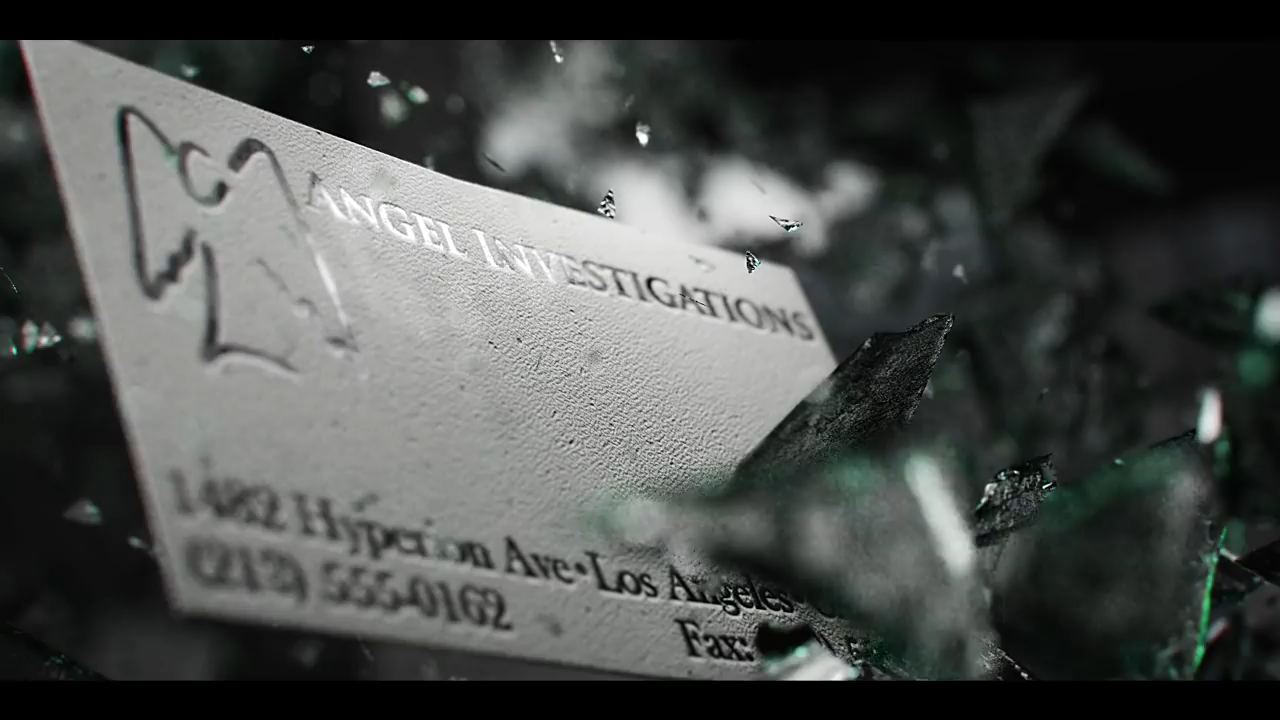 ANGEL INVESTIGATIONS
1482 Hyperion Ave•Los Angeles
(213) 555-0162
Fax: